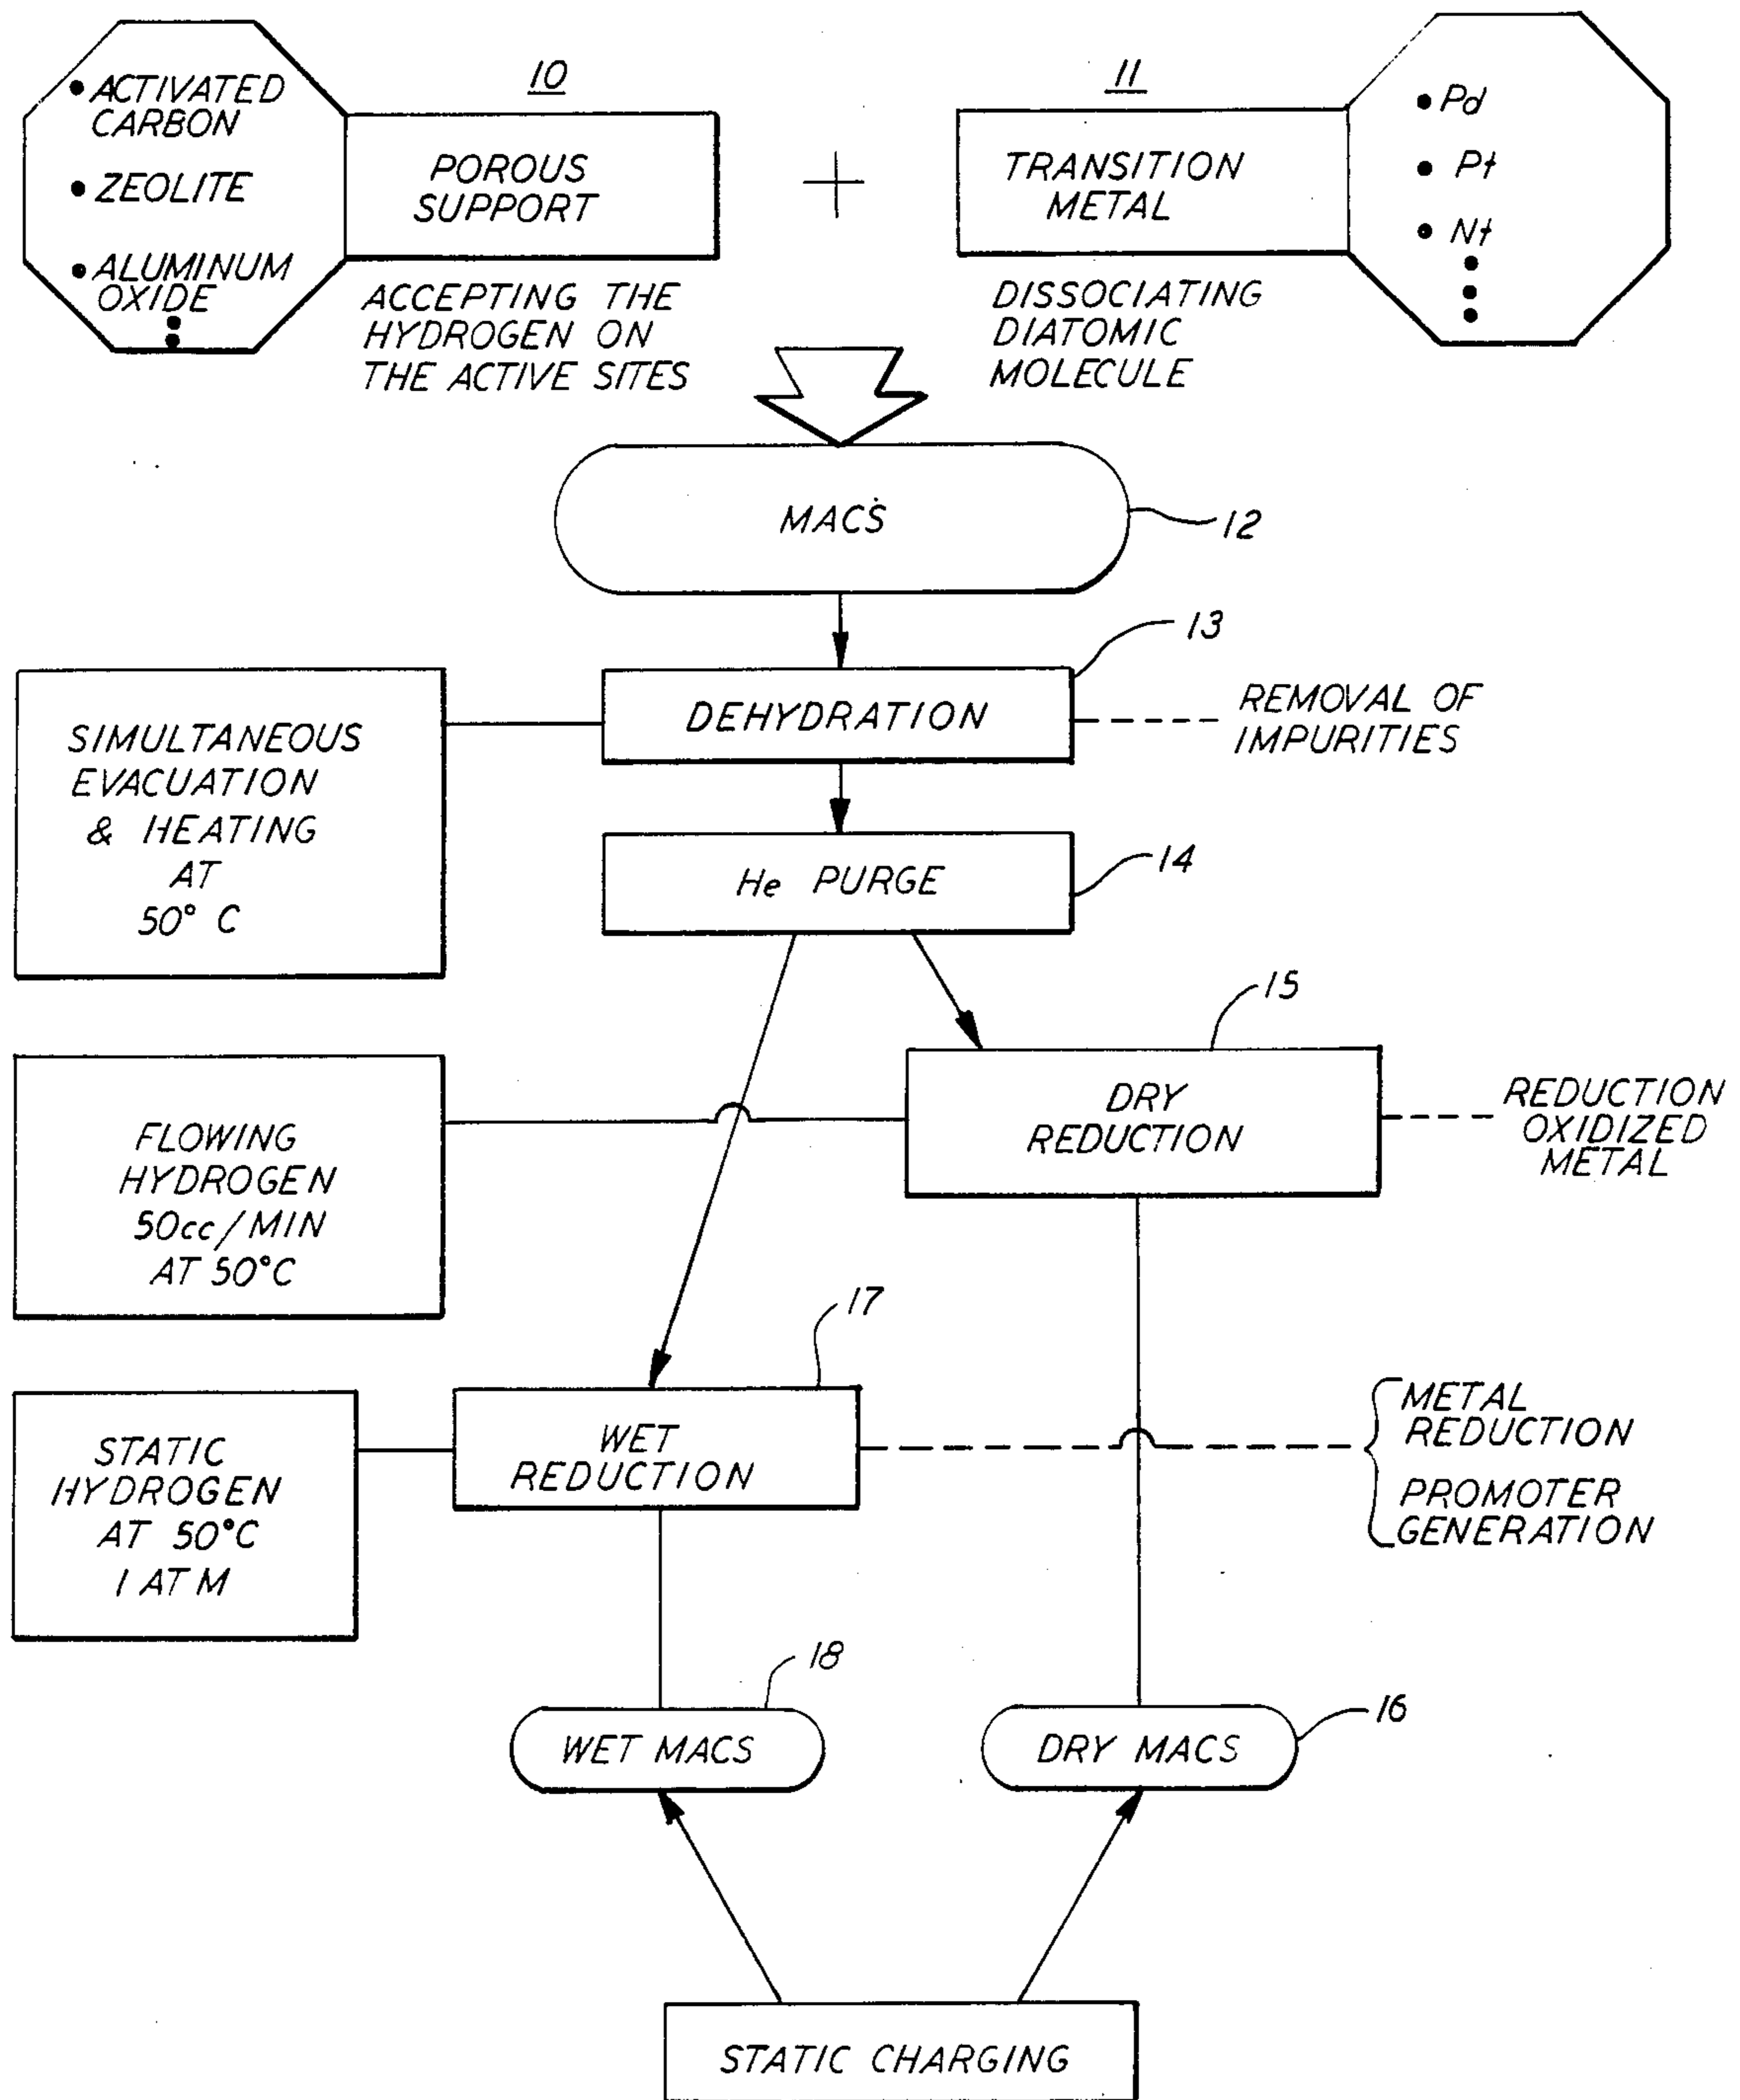 • ACTIVATED
CARBON
• ZEOLITE
• ALUMINUM
OXIDE
10
POROUS
SUPPORT
ACCEPTING THE
HYDROGEN ON
THE ACTIVE SITES
+
11
TRANSITION
METAL
DISSOCIATING
DIATOMIC
MOLECULE
• Pd
• Pt
• Nt
MACS
12
13
DEHYDRATION
REMOVAL OF
IMPURITIES
SIMULTANEOUS
EVACUATION
& HEATING
AT
50° C
He PURGE
14
15
DRY
REDUCTION
REDUCTION
OXIDIZED
METAL
FLOWING
HYDROGEN
50cc/MIN
AT 50°C
17
WET
REDUCTION
METAL
REDUCTION
PROMOTER
GENERATION
STATIC
HYDROGEN
AT 50°C
1 ATM
18
WET MACS
16
DRY MACS
STATIC CHARGING